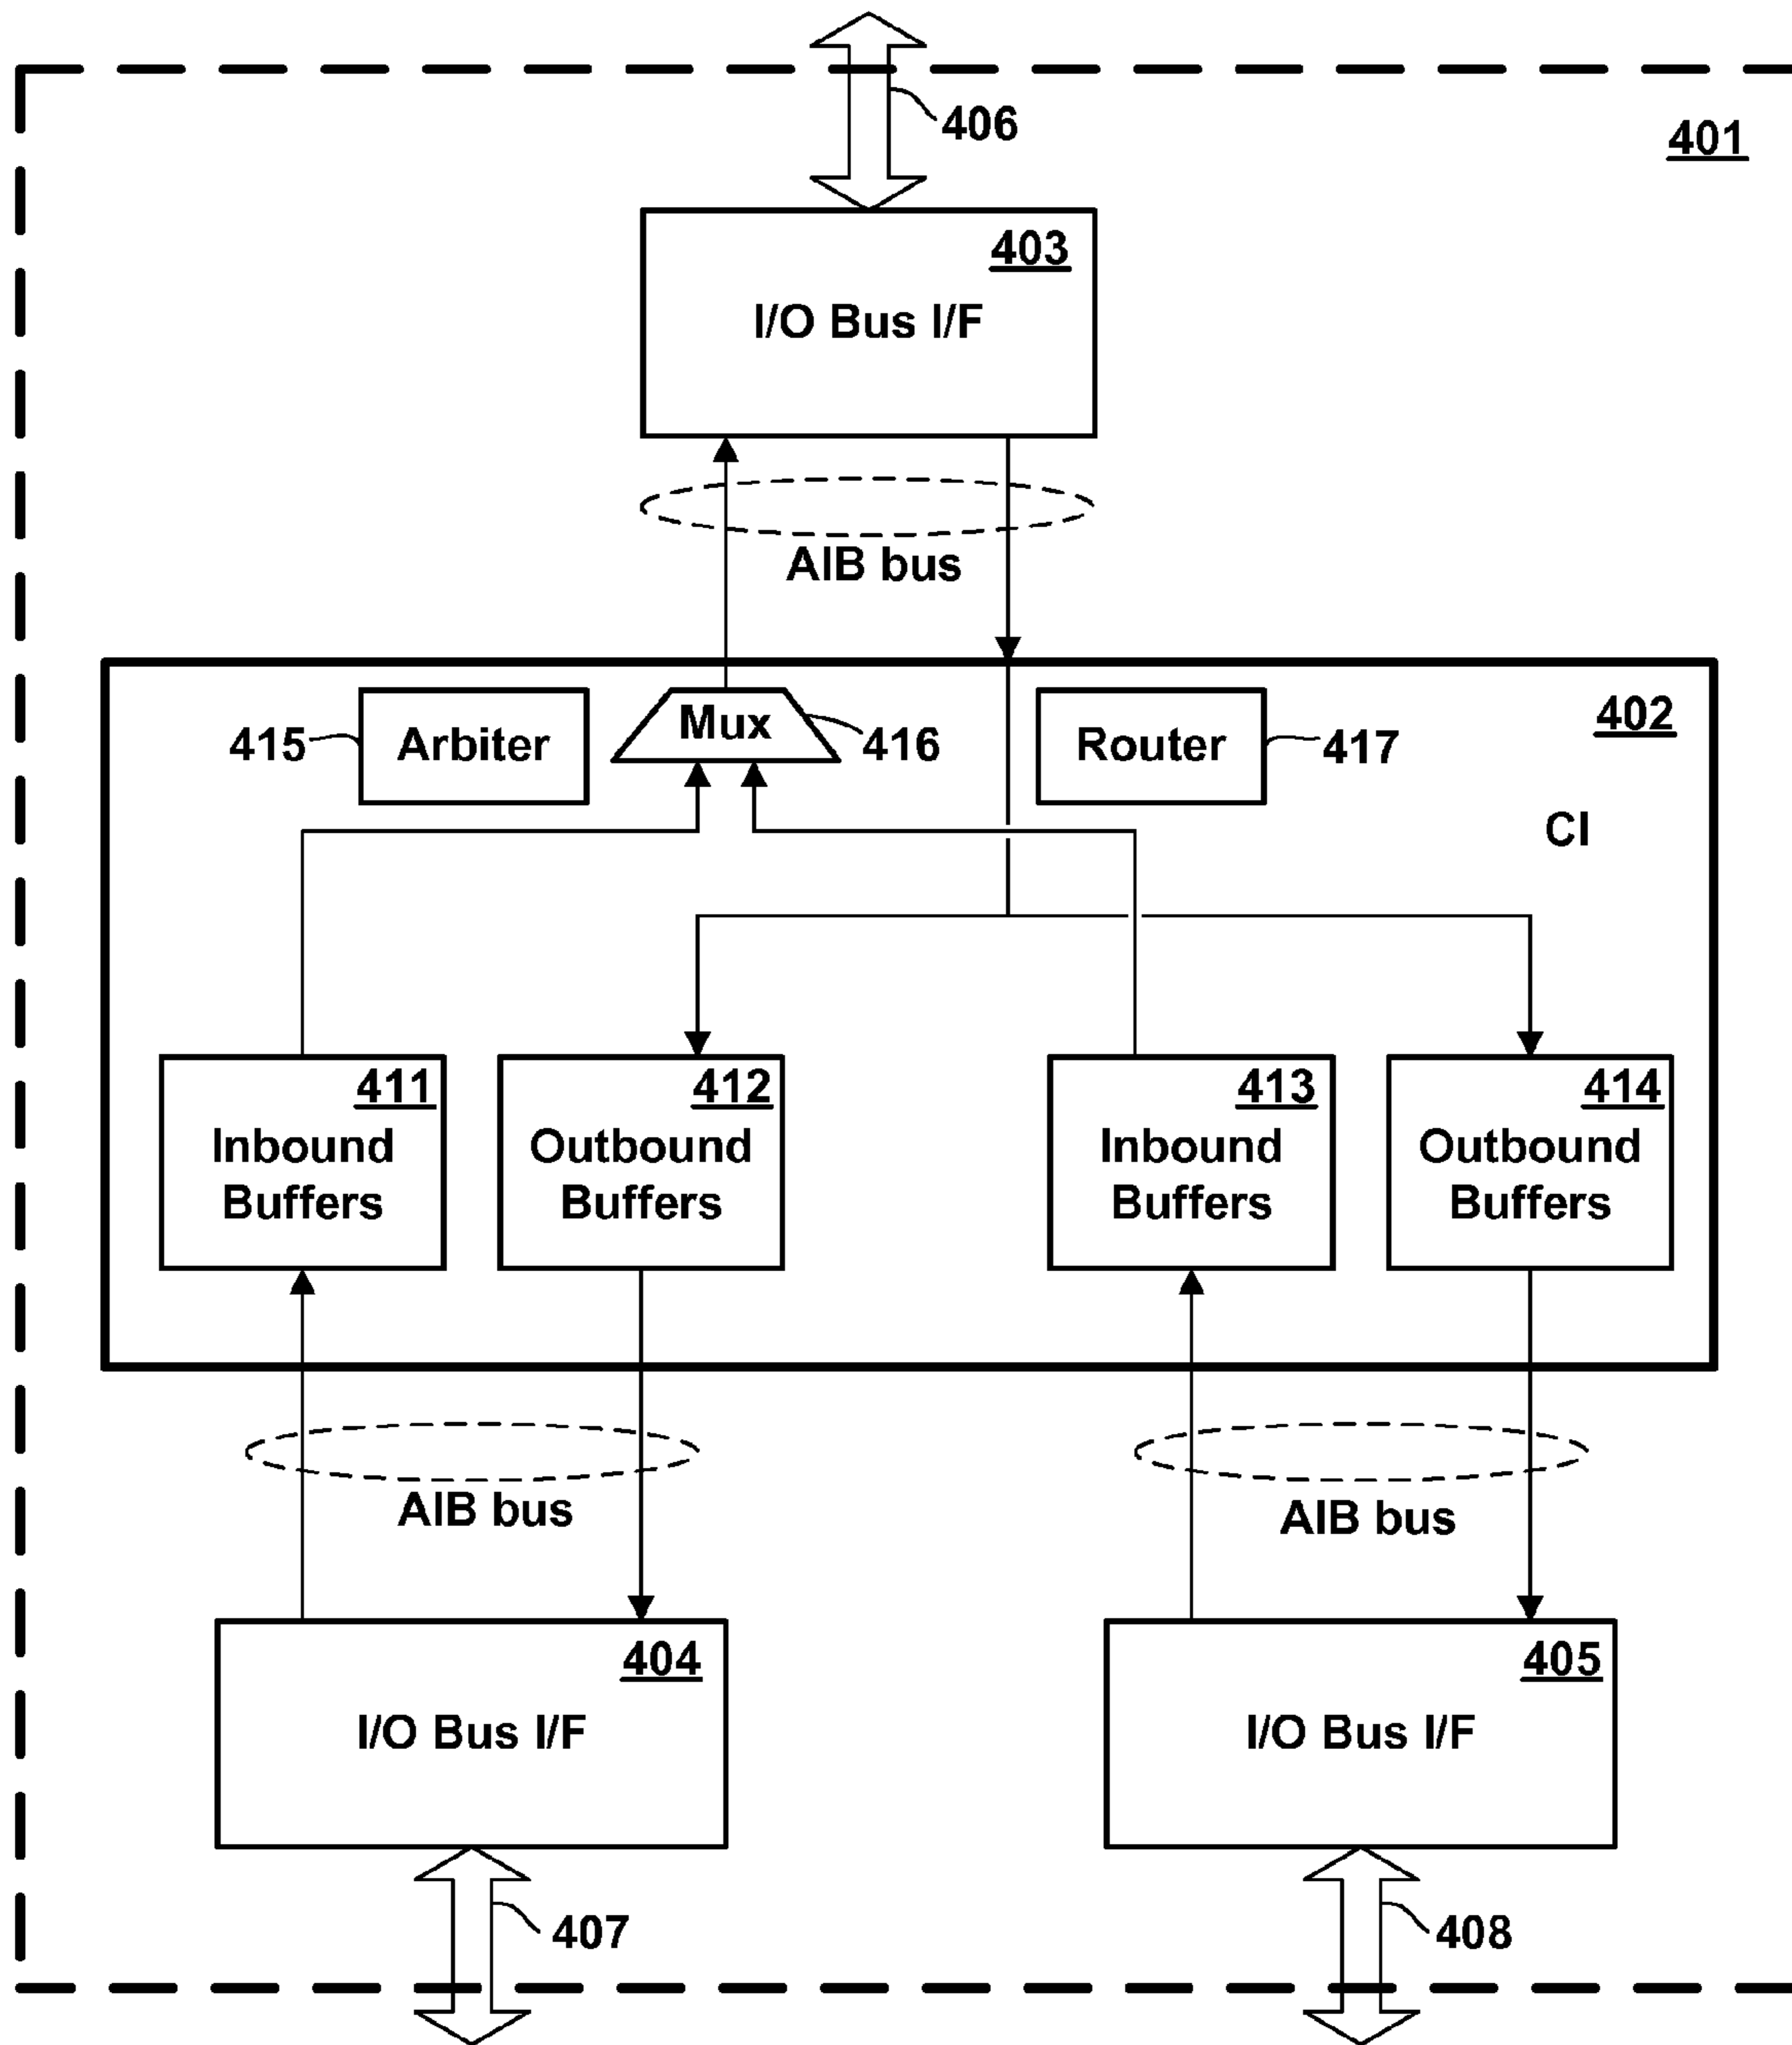 406
401
403
I/O Bus I/F
AIB bus
402
415
Arbiter
Mux
416
Router
417
CI
411
Inbound
Buffers
412
Outbound
Buffers
413
Inbound
Buffers
414
Outbound
Buffers
AIB bus
AIB bus
404
I/O Bus I/F
405
I/O Bus I/F
407
408